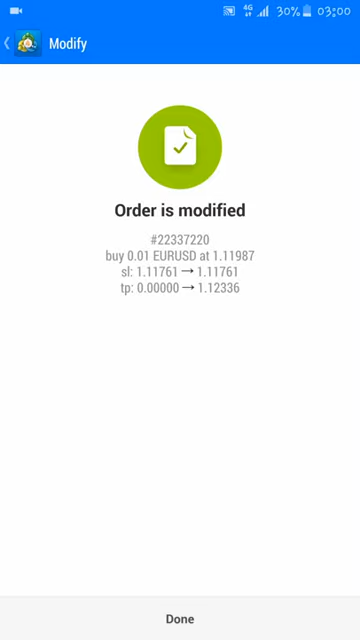 4G 30% 03:00
Modify
Order is modified
#22337220
buy 0.01 EURUSD at 1.11987
sl: 1.11761 → 1.11761
tp: 0.00000 → 1.12336
Done